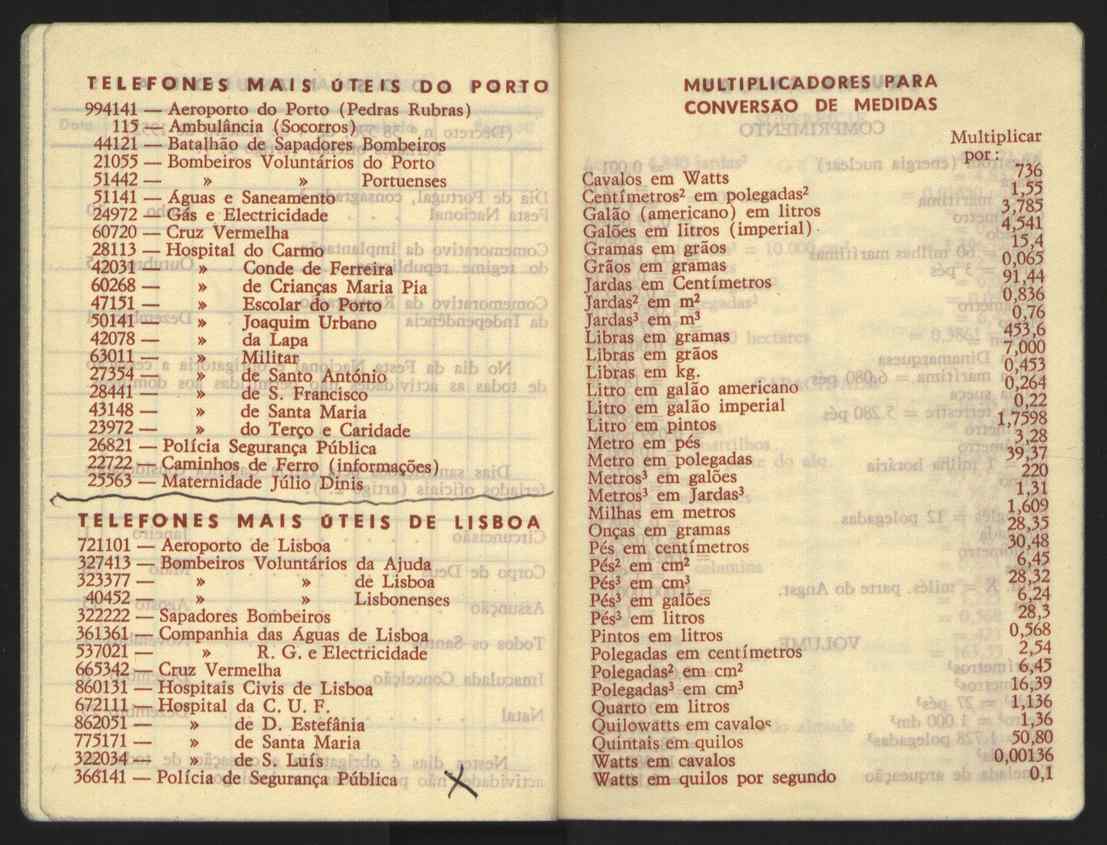 TELEFONES MAIS ÚTEIS DO PORTO
994141 — Aeroporto do Porto (Pedras Rubras)
115 — Ambulância (Socorros)
44121 — Batalhão de Sapadores Bombeiros
21055 — Bombeiros Voluntários do Porto
51442 — » » Portuenses
51141 — Águas e Saneamento
24972 — Gás e Electricidade
60720 — Cruz Vermelha
28113 — Hospital do Carmo
42031 — » Conde de Ferreira
60268 — » de Crianças Maria Pia
47151 — » Escolar do Porto
50141 — » Joaquim Urbano
42078 — » da Lapa
63011 — » Militar
27354 — » de Santo António
28441 — » de S. Francisco
43148 — » de Santa Maria
23972 — » do Terço e Caridade
26821 — Polícia Segurança Pública
22722 — Caminhos de Ferro (informações)
25563 — Maternidade Júlio Dinis
TELEFONES MAIS ÚTEIS DE LISBOA
721101 — Aeroporto de Lisboa
327413 — Bombeiros Voluntários da Ajuda
323377 — » » de Lisboa
40452 — » » Lisbonenses
322222 — Sapadores Bombeiros
361361 — Companhia das Águas de Lisboa
537021 — » R. G. e Electricidade
665342 — Cruz Vermelha
860131 — Hospitais Civis de Lisboa
672111 — Hospital da C. U. F.
862051 — » de D. Estefânia
775171 — » de Santa Maria
322034 — » de S. Luís
366141 — Polícia de Segurança Pública
MULTIPLICADORES PARA
CONVERSÃO DE MEDIDAS
Multiplicar
por:
Cavalos em Watts 736
Centímetros² em polegadas² 1,55
Galão (americano) em litros 3,785
Galões em litros (imperial) 4,541
Gramas em grãos 15,4
Grãos em gramas 0,065
Jardas em Centímetros 91,44
Jardas² em m² 0,836
Jardas³ em m³ 0,76
Libras em gramas 453,6
Libras em grãos 7,000
Libras em kg. 0,453
Litro em galão americano 0,264
Litro em galão imperial 0,22
Litro em pintos 1,7598
Metro em pés 3,28
Metro em polegadas 39,37
Metros³ em galões 220
Metros³ em Jardas³ 1,31
Milhas em metros 1,609
Onças em gramas 28,35
Pés em centímetros 30,48
Pés² em cm² 6,45
Pés³ em cm³ 28,32
Pés³ em galões 6,24
Pés³ em litros 28,3
Pintos em litros 0,568
Polegadas em centímetros 2,54
Polegadas² em cm² 6,45
Polegadas³ em cm³ 16,39
Quarto em litros 1,136
Quilowatts em cavalos 1,36
Quintais em quilos 50,80
Watts em cavalos 0,00136
Watts em quilos por segundo 0,1